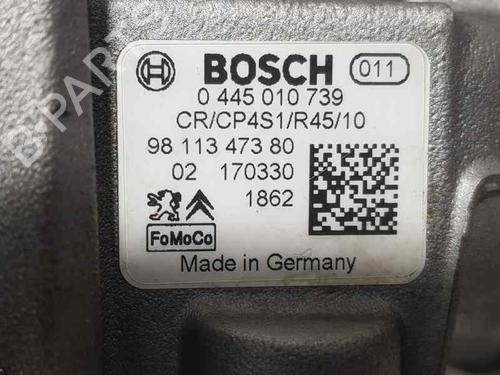 BOSCH 011
0 445 010 739
CR/CP4S1/R45/10
98 113 473 80
02 170330
1862
FoMoCo
Made in Germany